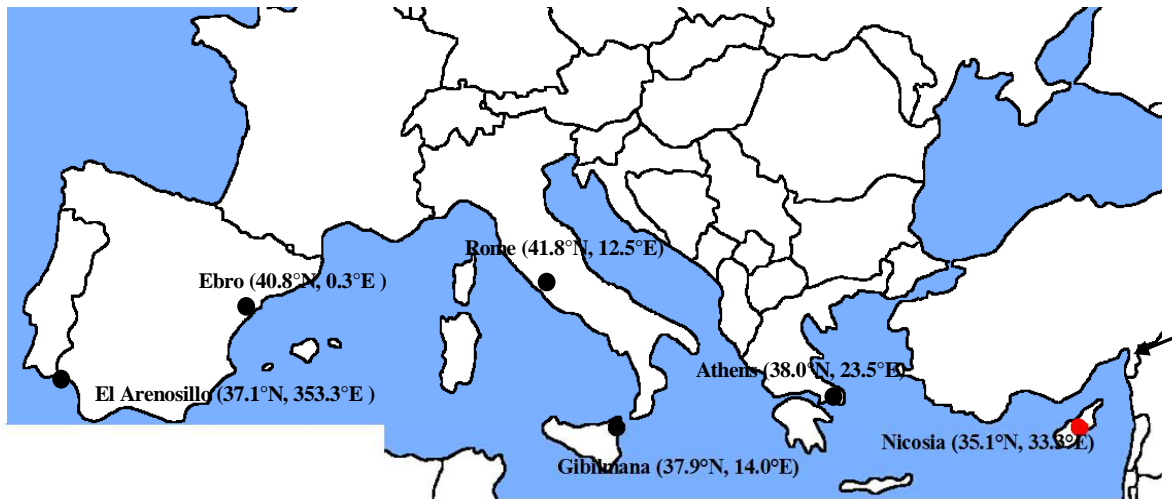 Rome (41.8°N, 12.5°E)
Ebro (40.8°N, 0.3°E )
Athens (38.0°N, 23.5°E)
El Arenosillo (37.1°N, 353.3°E )
Nicosia (35.1°N, 33.3°E)
Gibilmana (37.9°N, 14.0°E)